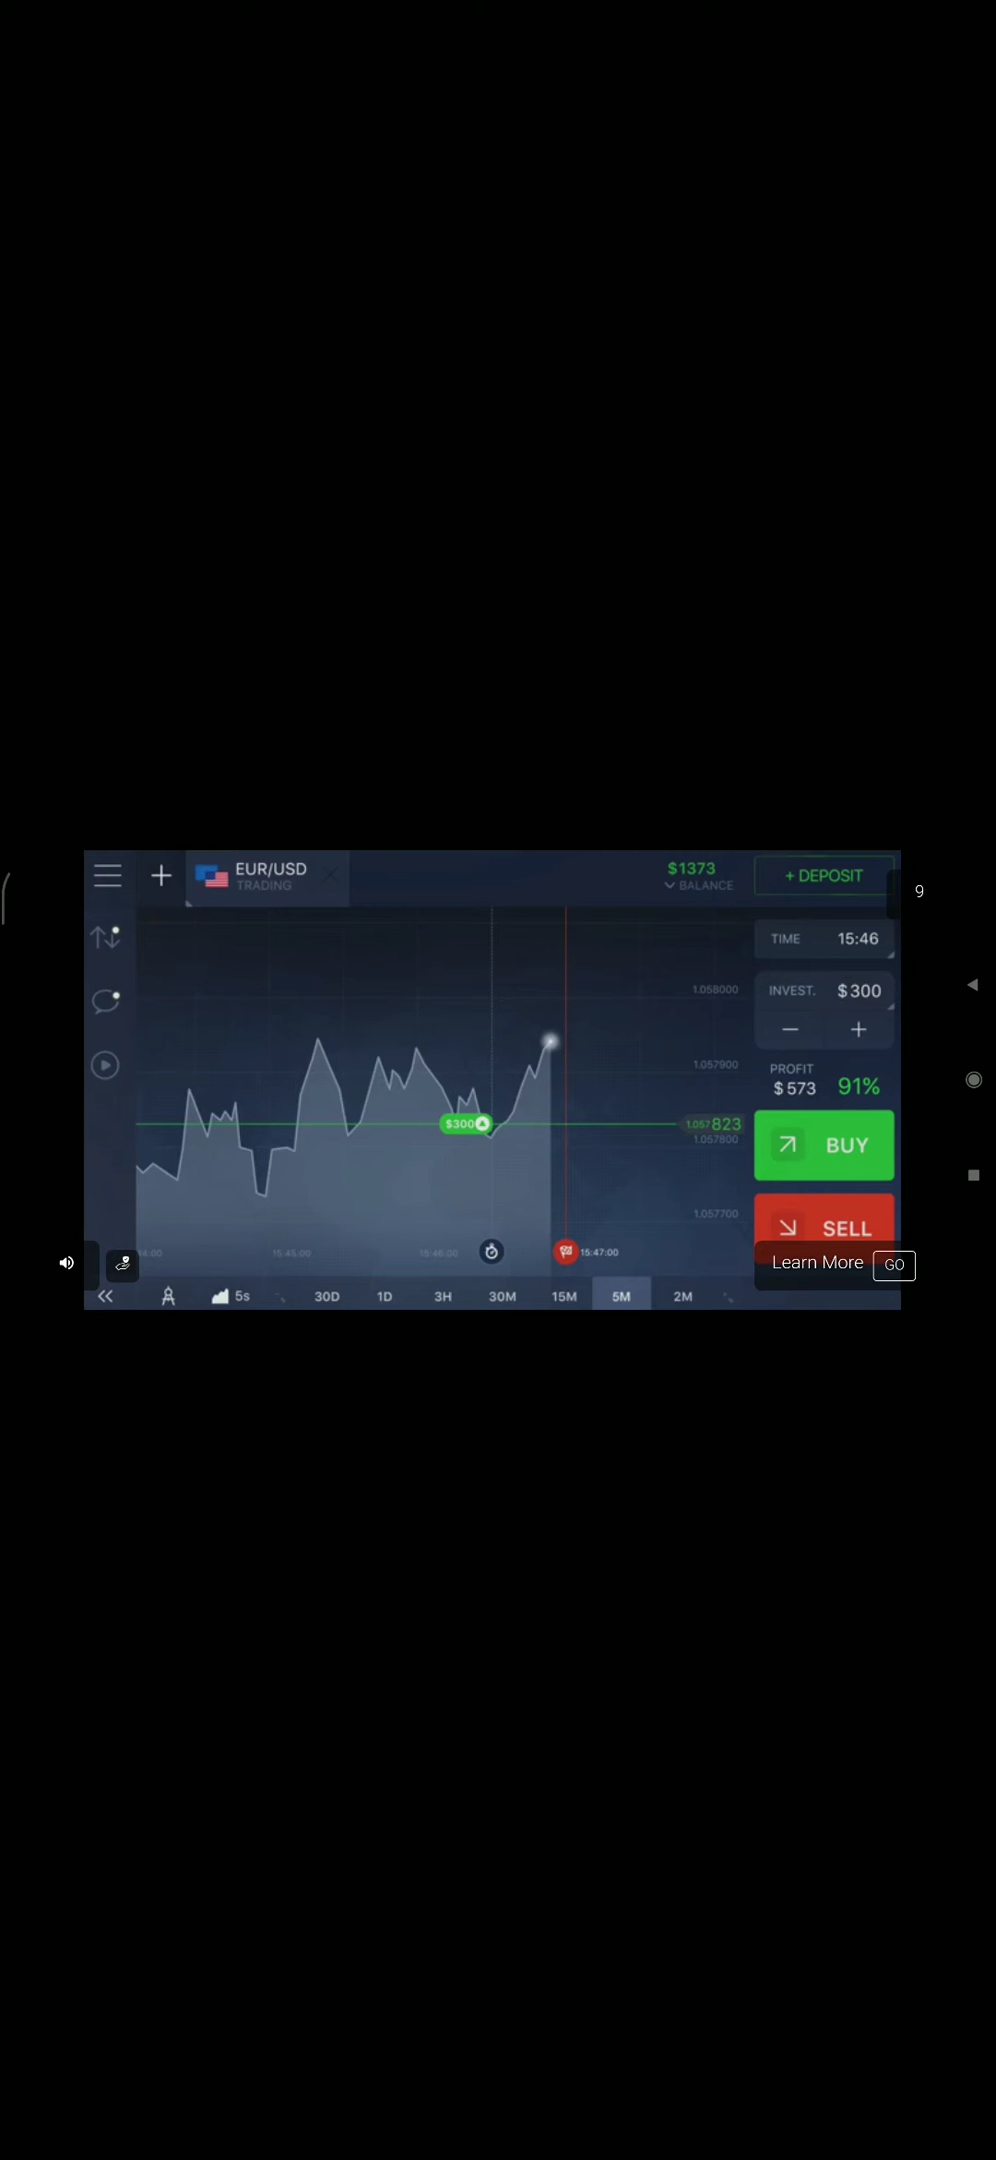 EUR/USD
TRADING
$1373
BALANCE
+ DEPOSIT
9
TIME 15:46
INVEST. $300
1.058000
1.057900
PROFIT
$573 91%
$300
1.057823
1.057800
BUY
1.057700
SELL
15:45:00 15:46:00 15:47:00
Learn More GO
5s 30D 1D 3H 30M 15M 5M 2M